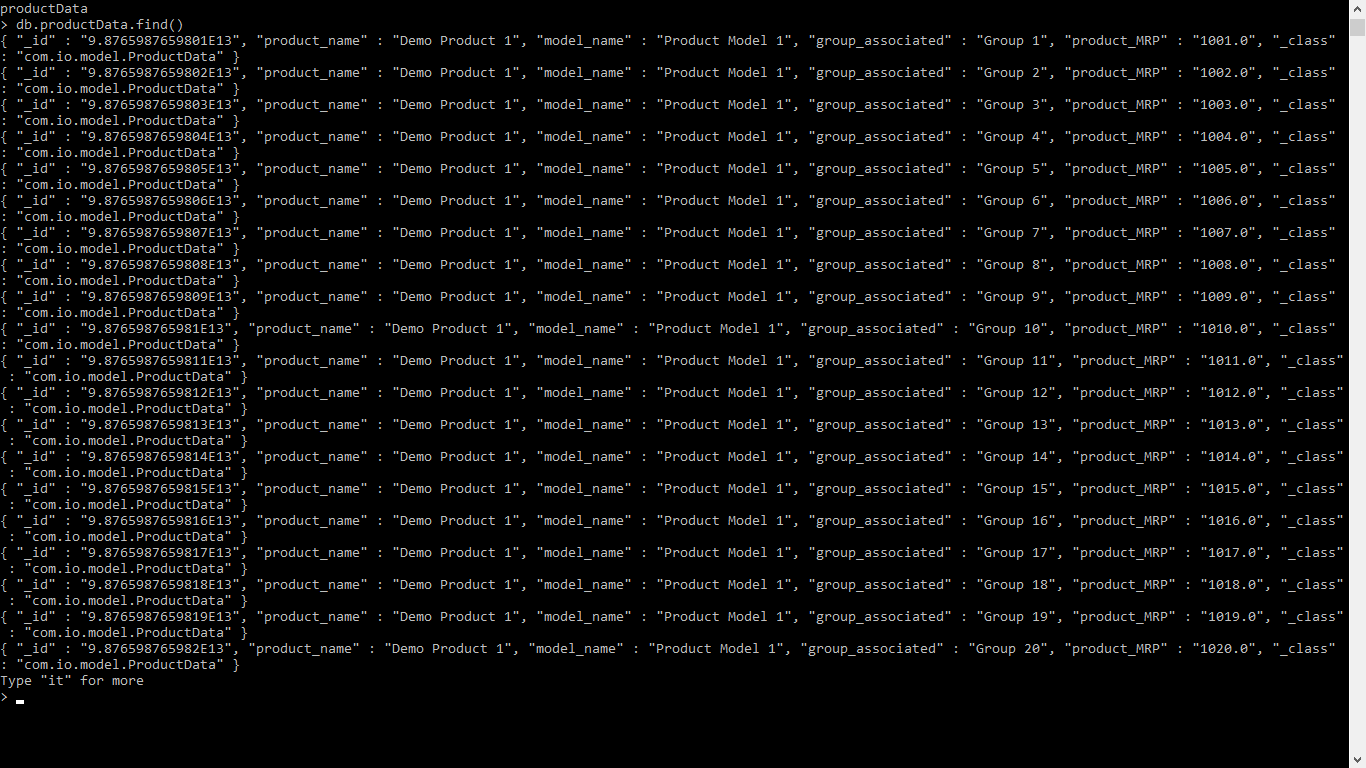 productData
> db.productData.find()
{ "_id" : "9.8765987659801E13", "product_name" : "Demo Product 1", "model_name" : "Product Model 1", "group_associated" : "Group 1", "product_MRP" : "1001.0", "_class"
: "com.io.model.ProductData" }
{ "_id" : "9.8765987659802E13", "product_name" : "Demo Product 1", "model_name" : "Product Model 1", "group_associated" : "Group 2", "product_MRP" : "1002.0", "_class"
: "com.io.model.ProductData" }
{ "_id" : "9.8765987659803E13", "product_name" : "Demo Product 1", "model_name" : "Product Model 1", "group_associated" : "Group 3", "product_MRP" : "1003.0", "_class"
: "com.io.model.ProductData" }
{ "_id" : "9.8765987659804E13", "product_name" : "Demo Product 1", "model_name" : "Product Model 1", "group_associated" : "Group 4", "product_MRP" : "1004.0", "_class"
: "com.io.model.ProductData" }
{ "_id" : "9.8765987659805E13", "product_name" : "Demo Product 1", "model_name" : "Product Model 1", "group_associated" : "Group 5", "product_MRP" : "1005.0", "_class"
: "com.io.model.ProductData" }
{ "_id" : "9.8765987659806E13", "product_name" : "Demo Product 1", "model_name" : "Product Model 1", "group_associated" : "Group 6", "product_MRP" : "1006.0", "_class"
: "com.io.model.ProductData" }
{ "_id" : "9.8765987659807E13", "product_name" : "Demo Product 1", "model_name" : "Product Model 1", "group_associated" : "Group 7", "product_MRP" : "1007.0", "_class"
: "com.io.model.ProductData" }
{ "_id" : "9.8765987659808E13", "product_name" : "Demo Product 1", "model_name" : "Product Model 1", "group_associated" : "Group 8", "product_MRP" : "1008.0", "_class"
: "com.io.model.ProductData" }
{ "_id" : "9.8765987659809E13", "product_name" : "Demo Product 1", "model_name" : "Product Model 1", "group_associated" : "Group 9", "product_MRP" : "1009.0", "_class"
: "com.io.model.ProductData" }
{ "_id" : "9.876598765981E13", "product_name" : "Demo Product 1", "model_name" : "Product Model 1", "group_associated" : "Group 10", "product_MRP" : "1010.0", "_class"
: "com.io.model.ProductData" }
{ "_id" : "9.8765987659811E13", "product_name" : "Demo Product 1", "model_name" : "Product Model 1", "group_associated" : "Group 11", "product_MRP" : "1011.0", "_class"
 : "com.io.model.ProductData" }
{ "_id" : "9.8765987659812E13", "product_name" : "Demo Product 1", "model_name" : "Product Model 1", "group_associated" : "Group 12", "product_MRP" : "1012.0", "_class"
 : "com.io.model.ProductData" }
{ "_id" : "9.8765987659813E13", "product_name" : "Demo Product 1", "model_name" : "Product Model 1", "group_associated" : "Group 13", "product_MRP" : "1013.0", "_class"
 : "com.io.model.ProductData" }
{ "_id" : "9.8765987659814E13", "product_name" : "Demo Product 1", "model_name" : "Product Model 1", "group_associated" : "Group 14", "product_MRP" : "1014.0", "_class"
 : "com.io.model.ProductData" }
{ "_id" : "9.8765987659815E13", "product_name" : "Demo Product 1", "model_name" : "Product Model 1", "group_associated" : "Group 15", "product_MRP" : "1015.0", "_class"
 : "com.io.model.ProductData" }
{ "_id" : "9.8765987659816E13", "product_name" : "Demo Product 1", "model_name" : "Product Model 1", "group_associated" : "Group 16", "product_MRP" : "1016.0", "_class"
 : "com.io.model.ProductData" }
{ "_id" : "9.8765987659817E13", "product_name" : "Demo Product 1", "model_name" : "Product Model 1", "group_associated" : "Group 17", "product_MRP" : "1017.0", "_class"
 : "com.io.model.ProductData" }
{ "_id" : "9.8765987659818E13", "product_name" : "Demo Product 1", "model_name" : "Product Model 1", "group_associated" : "Group 18", "product_MRP" : "1018.0", "_class"
 : "com.io.model.ProductData" }
{ "_id" : "9.8765987659819E13", "product_name" : "Demo Product 1", "model_name" : "Product Model 1", "group_associated" : "Group 19", "product_MRP" : "1019.0", "_class"
 : "com.io.model.ProductData" }
{ "_id" : "9.876598765982E13", "product_name" : "Demo Product 1", "model_name" : "Product Model 1", "group_associated" : "Group 20", "product_MRP" : "1020.0", "_class"
: "com.io.model.ProductData" }
Type "it" for more
>